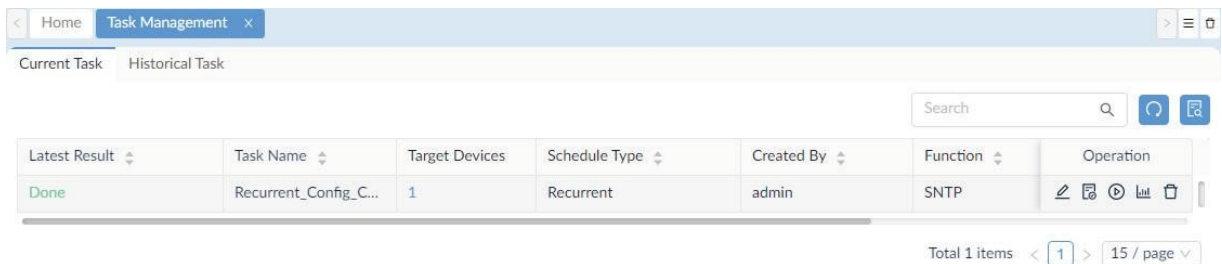 Home Task Management x
Current Task Historical Task
Search
Latest Result Task Name Target Devices Schedule Type Created By Function Operation
Done Recurrent_Config_C... 1 Recurrent admin SNTP
Total 1 items < 1 > 15 / page